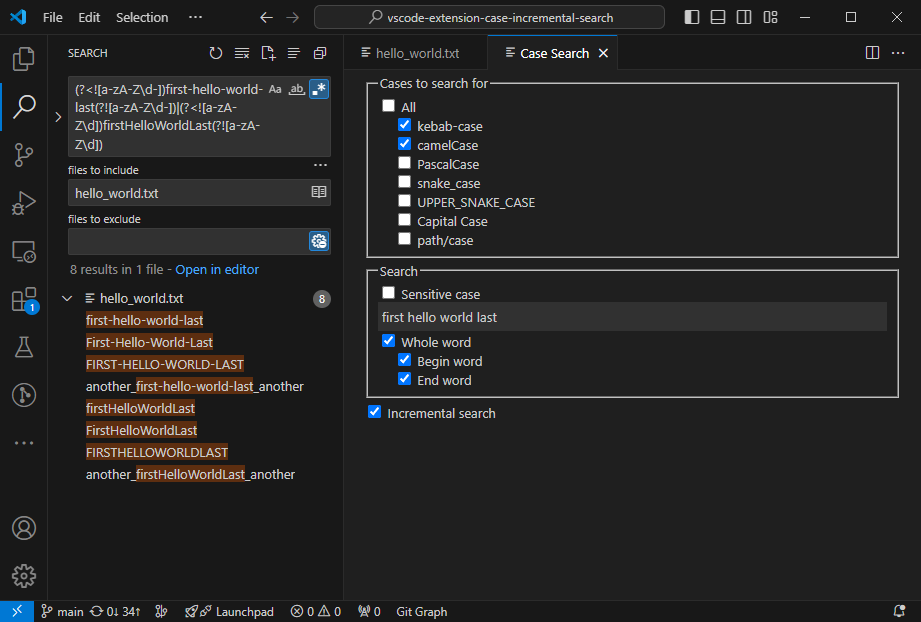 File Edit Selection ··· vscode-extension-case-incremental-search
SEARCH
hello_world.txt
Case Search
(?<![a-zA-Z\d-])first-hello-world-
last(?![a-zA-Z\d-])|(?<![a-zA-
Z\d])firstHelloWorldLast(?![a-zA-
Z\d])
Aa
ab
files to include
hello_world.txt
files to exclude
8 results in 1 file - Open in editor
hello_world.txt
8
first-hello-world-last
First-Hello-World-Last
FIRST-HELLO-WORLD-LAST
another_first-hello-world-last_another
firstHelloWorldLast
FirstHelloWorldLast
FIRSTHELLOWORLDLAST
another_firstHelloWorldLast_another
1
Cases to search for
All
kebab-case
camelCase
PascalCase
snake_case
UPPER_SNAKE_CASE
Capital Case
path/case
Search
Sensitive case
first hello world last
Whole word
Begin word
End word
Incremental search
main 0↓ 34↑ Launchpad 0 0 0 Git Graph